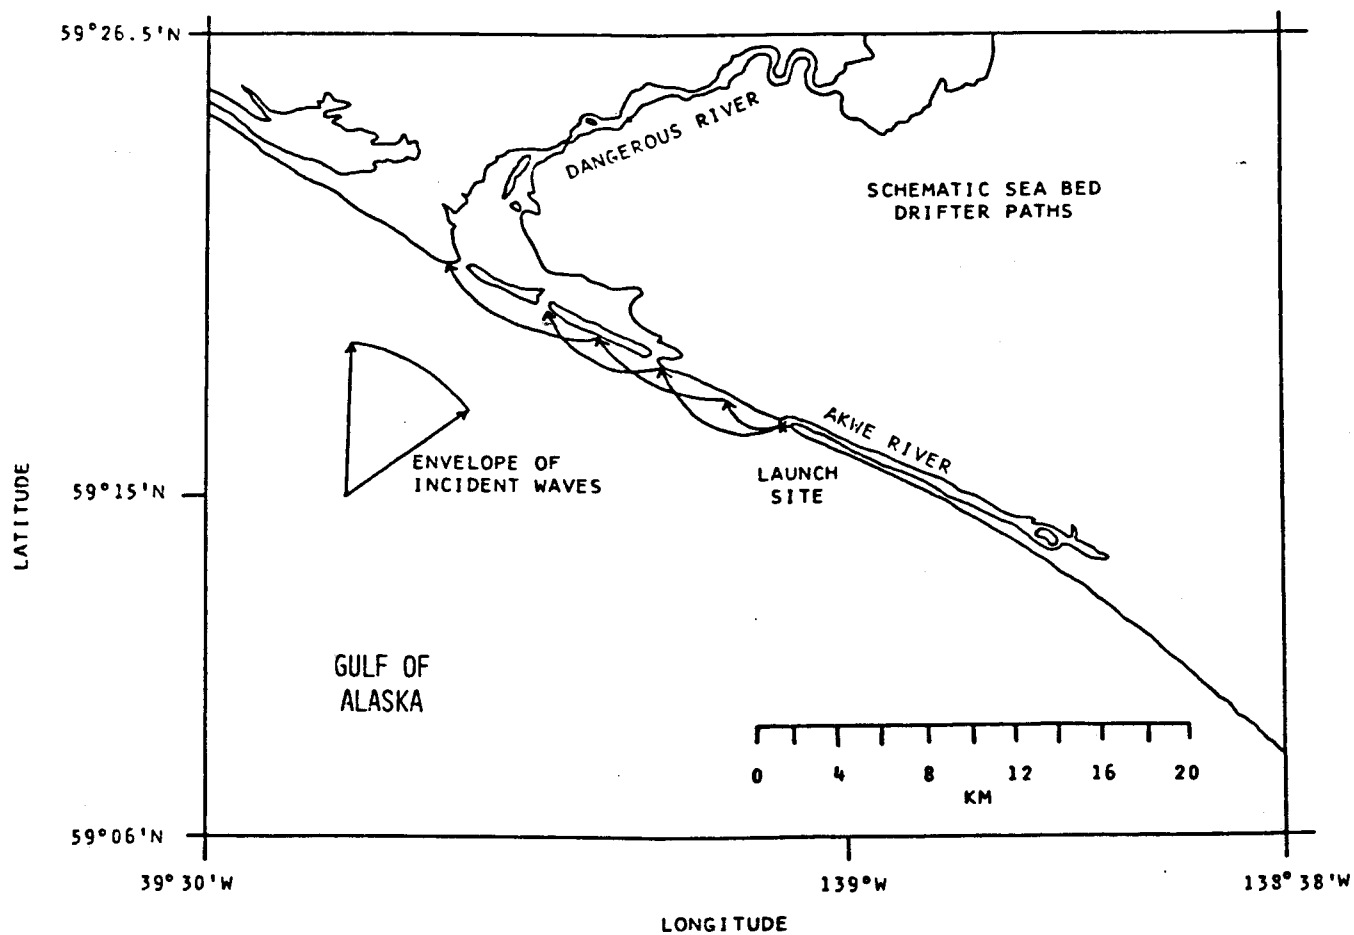 59°26.5'N
DANGEROUS RIVER
SCHEMATIC SEA BED
DRIFTER PATHS
AKWE RIVER
ENVELOPE OF
INCIDENT WAVES
LAUNCH
SITE
59°15'N
LATITUDE
GULF OF
ALASKA
0 4 8 12 16 20
KM
59°06'N
39°30'W 139°W 138°38'W
LONGITUDE